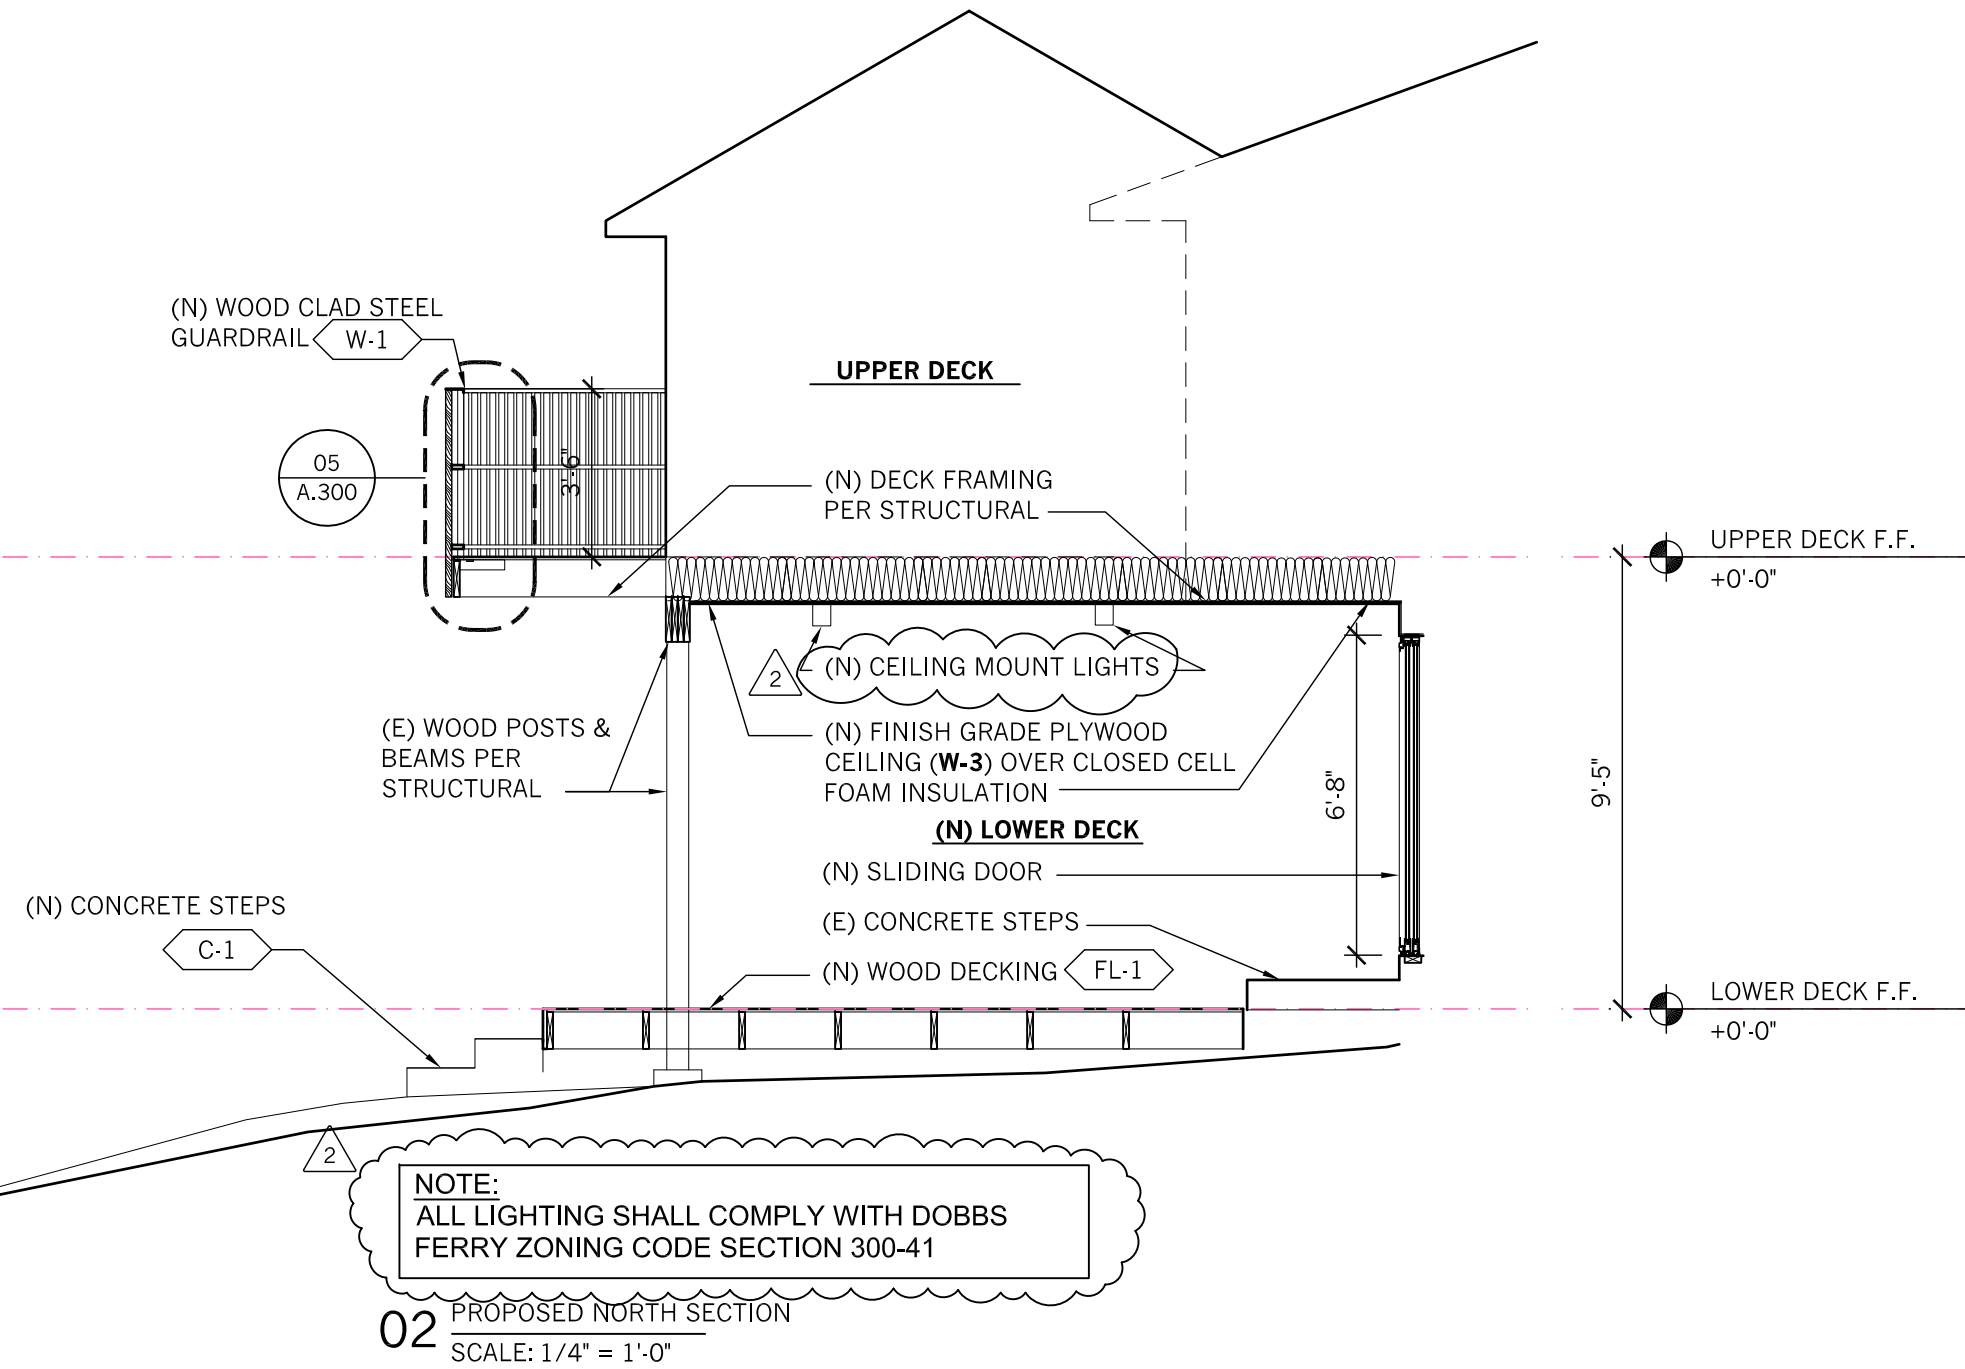 (N) WOOD CLAD STEEL
GUARDRAIL
W-1
UPPER DECK
05
A.300
3'-6"
(N) DECK FRAMING
PER STRUCTURAL
UPPER DECK F.F.
+0'-0"
2
(N) CEILING MOUNT LIGHTS
(E) WOOD POSTS &
BEAMS PER
STRUCTURAL
(N) FINISH GRADE PLYWOOD
CEILING (W-3) OVER CLOSED CELL
FOAM INSULATION
6'-8"
9'-5"
(N) LOWER DECK
(N) SLIDING DOOR
(N) CONCRETE STEPS
C-1
(E) CONCRETE STEPS
(N) WOOD DECKING
FL-1
LOWER DECK F.F.
+0'-0"
2
NOTE:
ALL LIGHTING SHALL COMPLY WITH DOBBS
FERRY ZONING CODE SECTION 300-41
02
PROPOSED NORTH SECTION
SCALE: 1/4" = 1'-0"